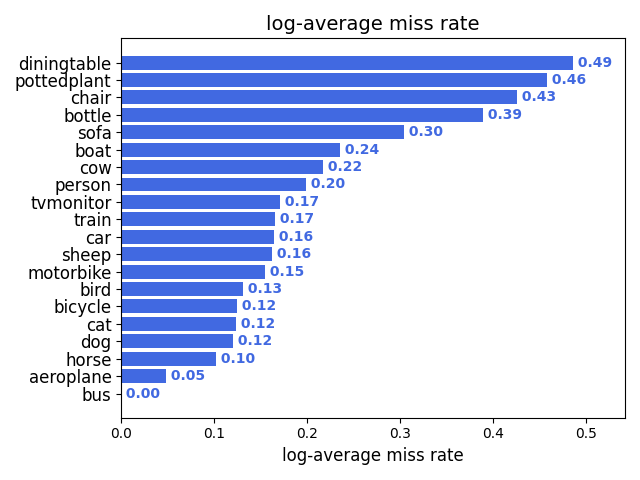 log-average miss rate
diningtable 0.49
pottedplant 0.46
chair 0.43
bottle 0.39
sofa 0.30
boat 0.24
cow 0.22
person 0.20
tvmonitor 0.17
train 0.17
car 0.16
sheep 0.16
motorbike 0.15
bird 0.13
bicycle 0.12
cat 0.12
dog 0.12
horse 0.10
aeroplane 0.05
bus 0.00
0.0 0.1 0.2 0.3 0.4 0.5
log-average miss rate